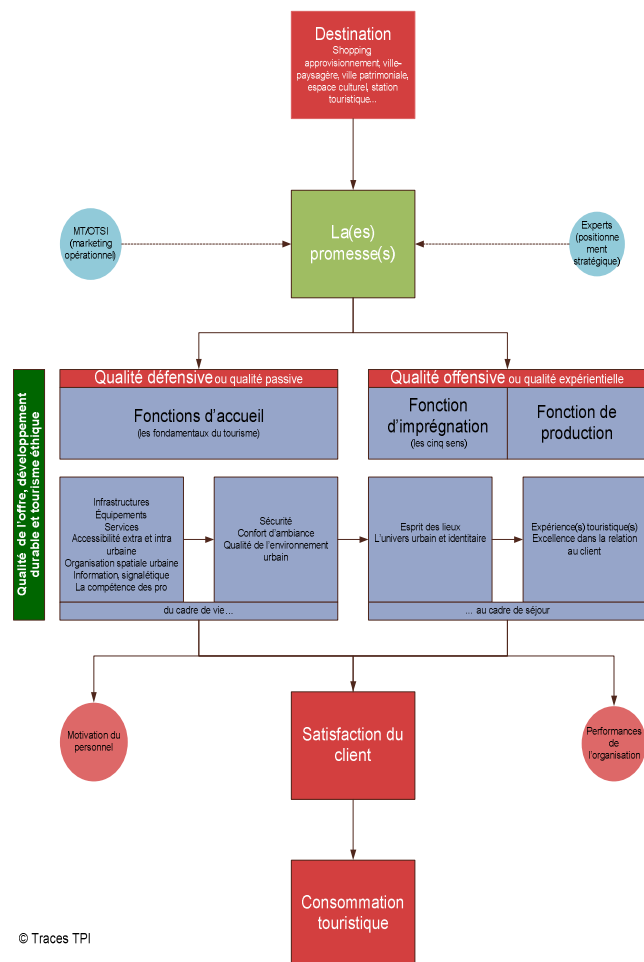 Destination
Shopping
approvisionnement, ville-
paysagère, ville patrimoniale,
espace culturel, station
touristique...
MT/OTSI
(marketing
opérationnel)
La(es)
promesse(s)
Experts
(positionne
ment
stratégique)
Qualité de l’offre, développement
durable et tourisme éthique
Qualité défensive ou qualité passive
Fonctions d’accueil
(les fondamentaux du tourisme)
Qualité offensive ou qualité expérientielle
Fonction
d’imprégnation
(les cinq sens)
Fonction de
production
Infrastructures
Équipements
Services
Accessibilité extra et intra
urbaine
Organisation spatiale urbaine
Information, signalétique
La compétence des pro
Sécurité
Confort d’ambiance
Qualité de l’environnement
urbain
Esprit des lieux
L’univers urbain et identitaire
Expérience(s) touristique(s)
Excellence dans la relation
au client
du cadre de vie...
... au cadre de séjour
Motivation du
personnel
Satisfaction du
client
Performances
de
l’organisation
Consommation
touristique
© Traces TPI